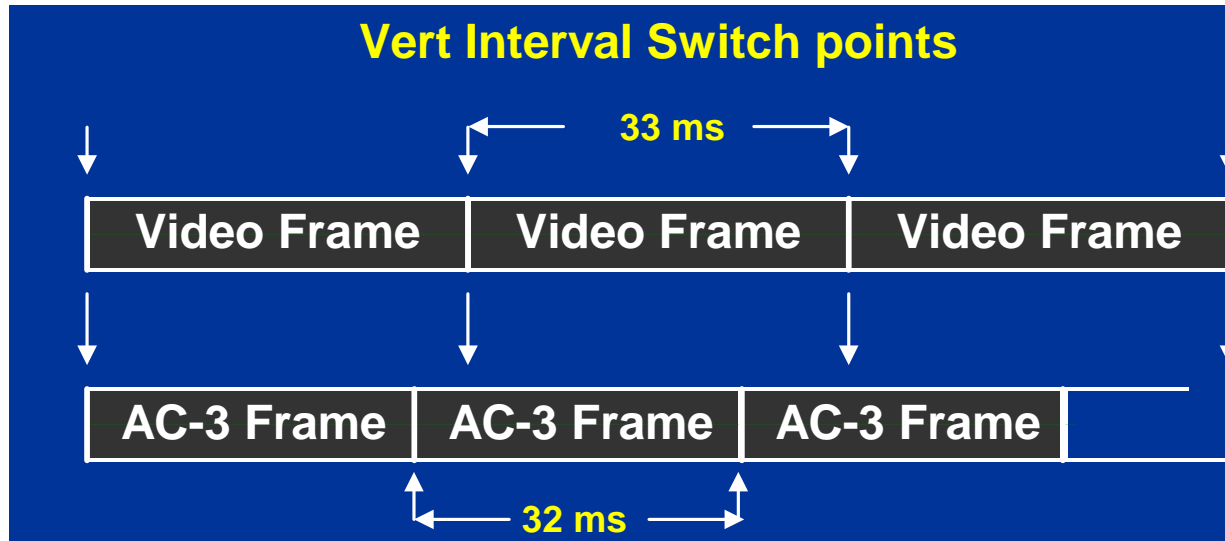 Vert Interval Switch points
33 ms
Video Frame Video Frame Video Frame
AC-3 Frame AC-3 Frame AC-3 Frame
32 ms